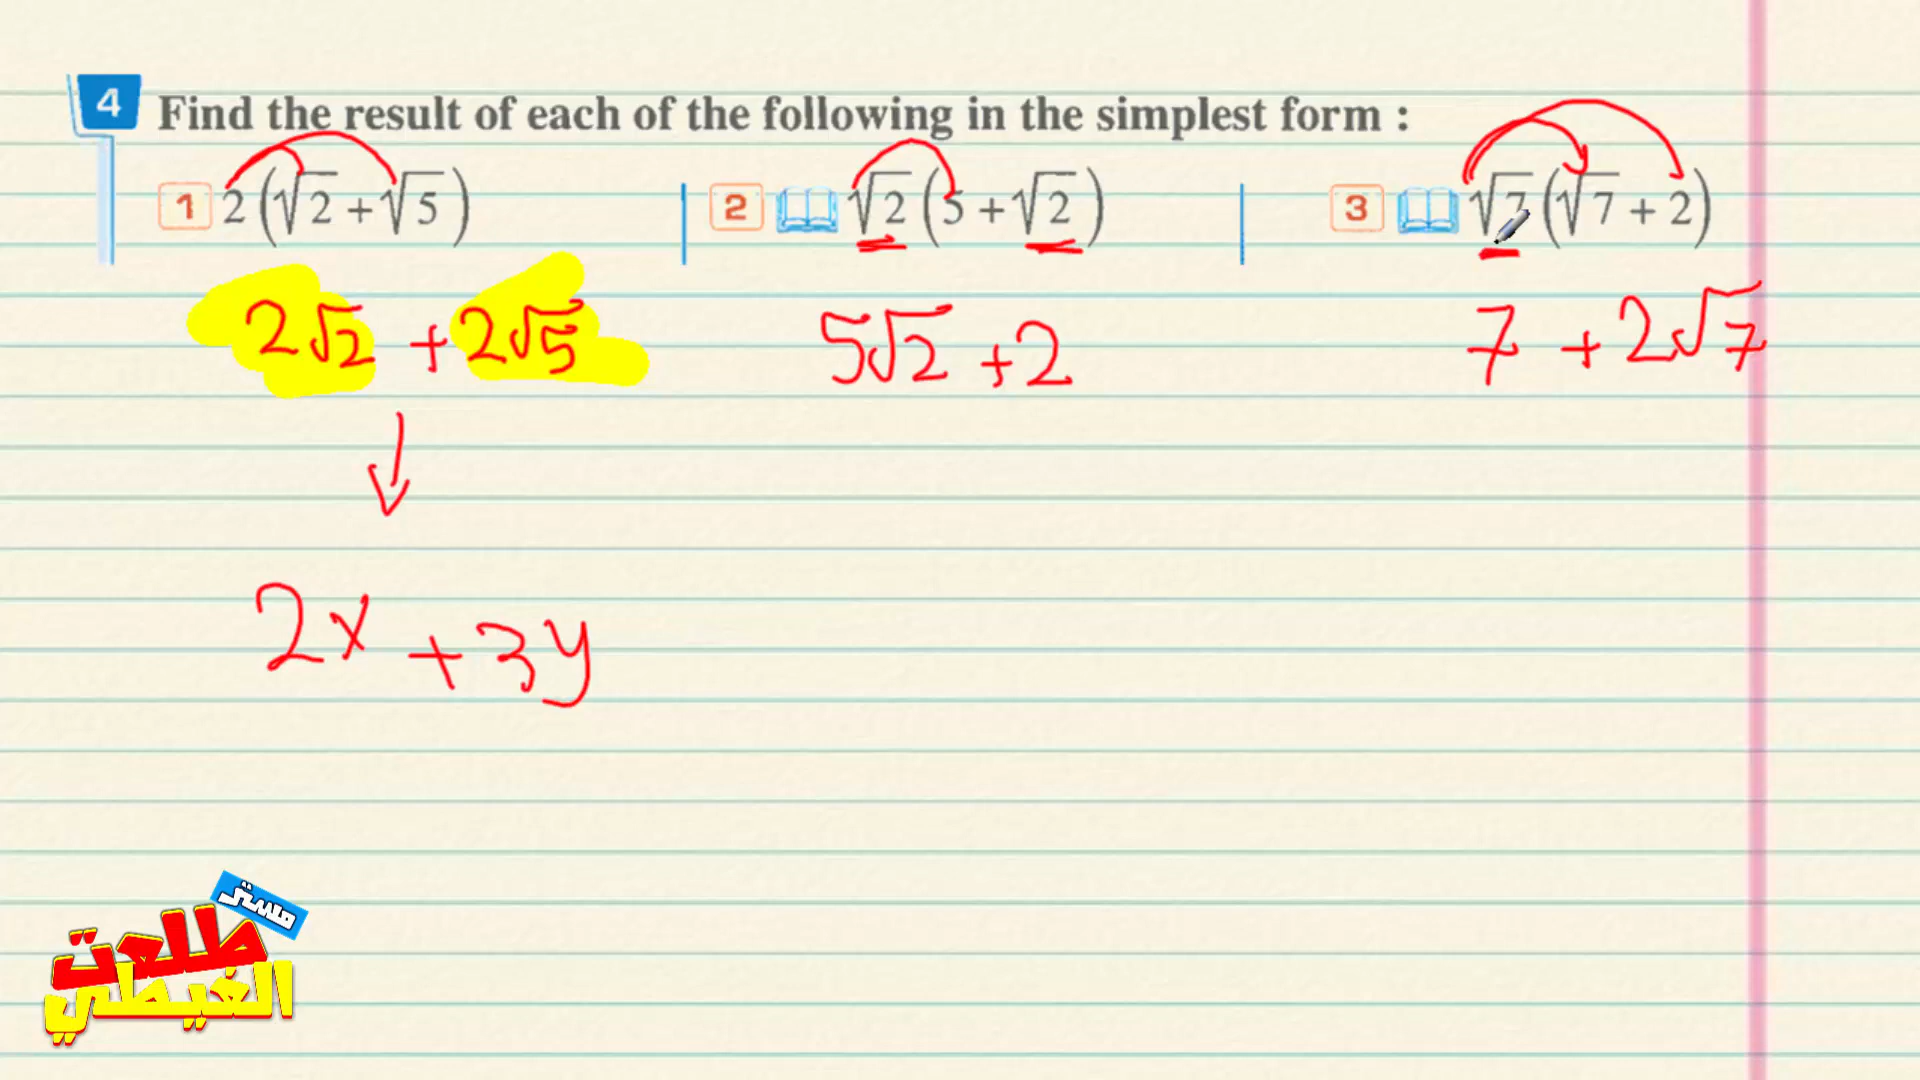 4 Find the result of each of the following in the simplest form :
1 2(√2 + √5) 2 √2(5 + √2) 3 √7(√7 + 2)
2√2 + 2√5 5√2 + 2 7 + 2√7
2x + 3y
مستر
طلعت
الغيطي